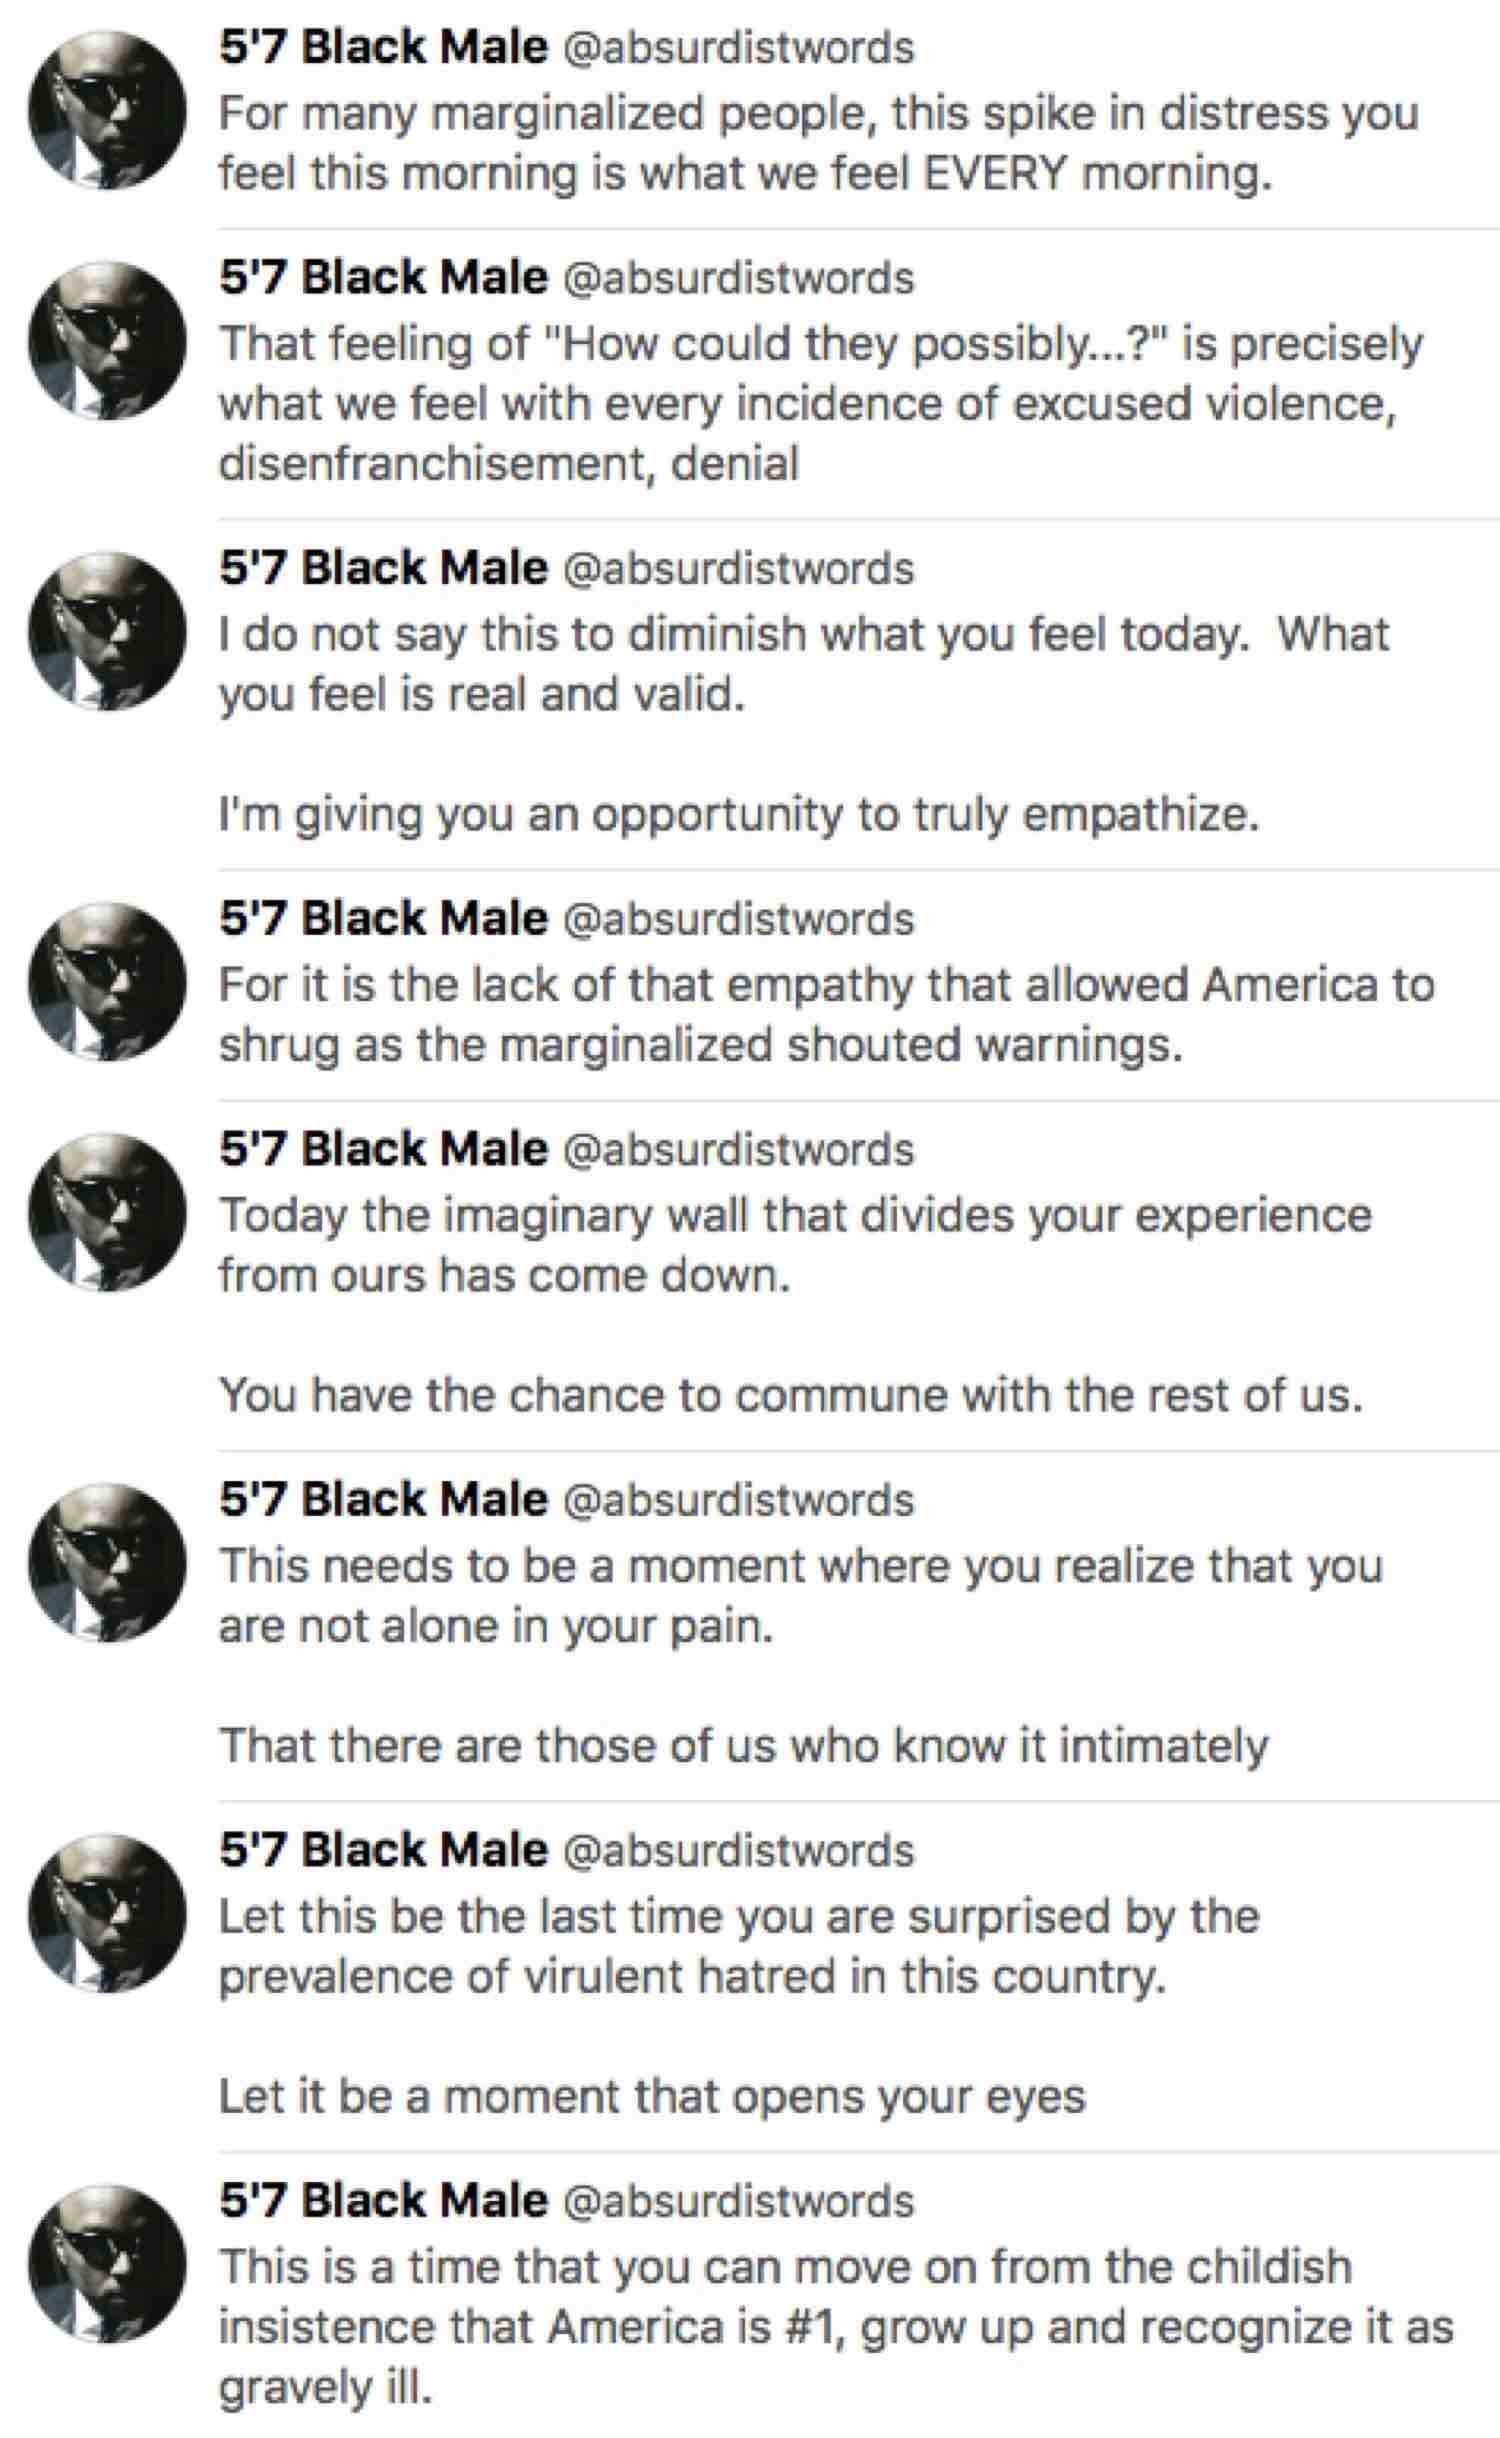 5'7 Black Male @absurdistwords
For many marginalized people, this spike in distress you
feel this morning is what we feel EVERY morning.
5'7 Black Male @absurdistwords
That feeling of "How could they possibly...?" is precisely
what we feel with every incidence of excused violence,
disenfranchisement, denial
5'7 Black Male @absurdistwords
I do not say this to diminish what you feel today.  What
you feel is real and valid.
I'm giving you an opportunity to truly empathize.
5'7 Black Male @absurdistwords
For it is the lack of that empathy that allowed America to
shrug as the marginalized shouted warnings.
5'7 Black Male @absurdistwords
Today the imaginary wall that divides your experience
from ours has come down.
You have the chance to commune with the rest of us.
5'7 Black Male @absurdistwords
This needs to be a moment where you realize that you
are not alone in your pain.
That there are those of us who know it intimately
5'7 Black Male @absurdistwords
Let this be the last time you are surprised by the
prevalence of virulent hatred in this country.
Let it be a moment that opens your eyes
5'7 Black Male @absurdistwords
This is a time that you can move on from the childish
insistence that America is #1, grow up and recognize it as
gravely ill.